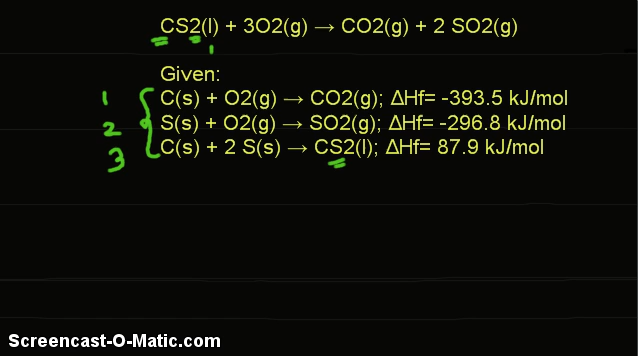 CS2(l) + 3O2(g) → CO2(g) + 2 SO2(g)
Given:
1 C(s) + O2(g) → CO2(g); ΔHf= -393.5 kJ/mol
2 S(s) + O2(g) → SO2(g); ΔHf= -296.8 kJ/mol
3 C(s) + 2 S(s) → CS2(l); ΔHf= 87.9 kJ/mol
Screencast-O-Matic.com